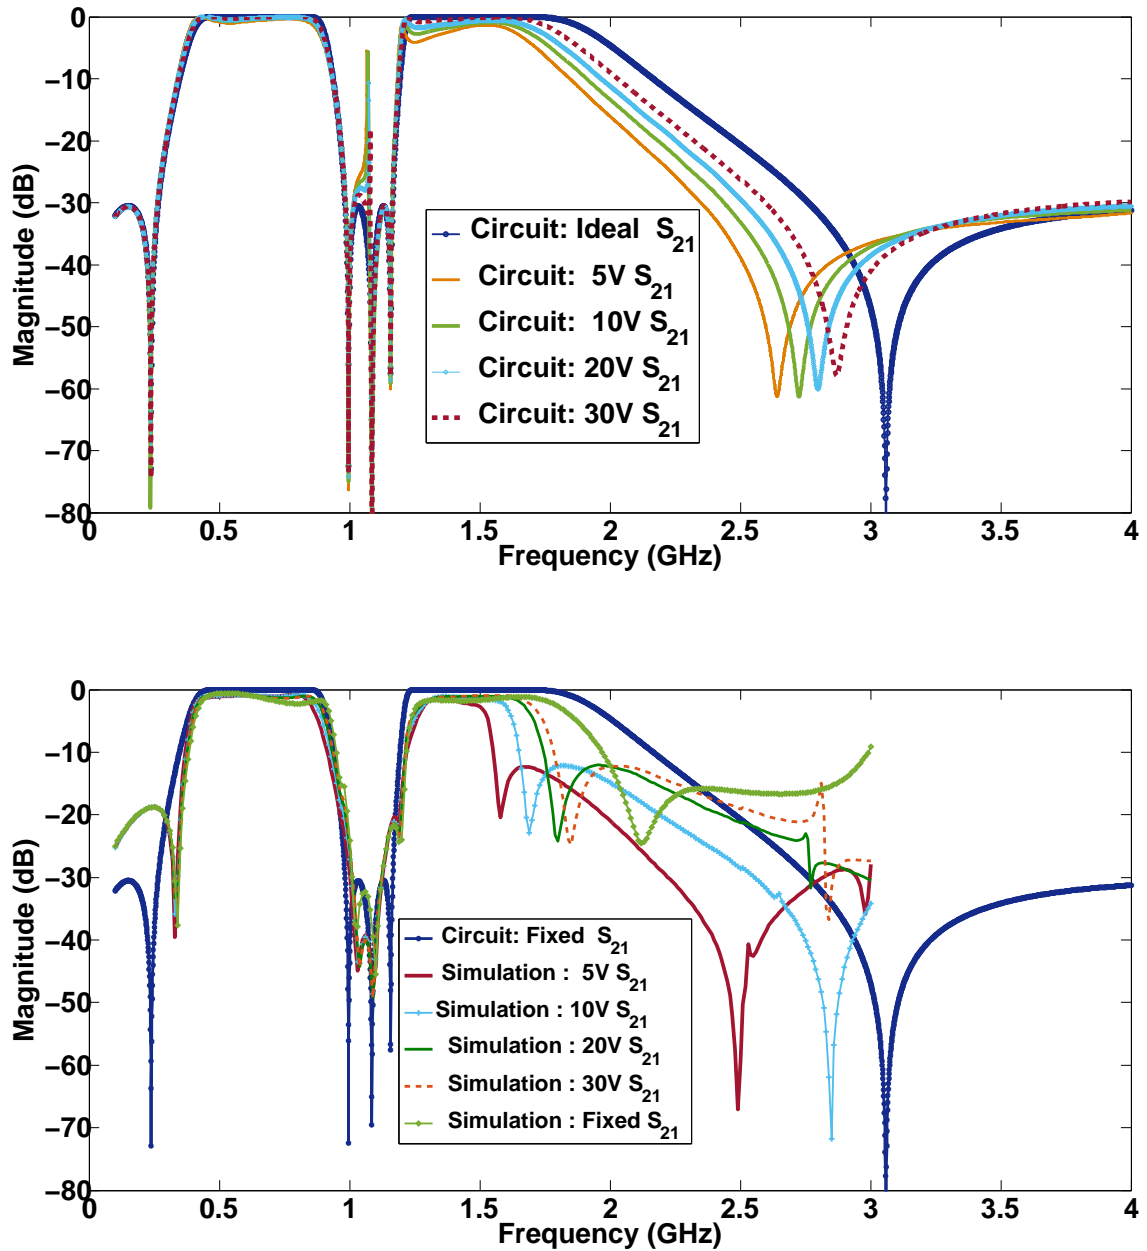 0
−10
−20
−30
−40
−50
−60
−70
−80
Magnitude (dB)
Circuit: Ideal S21
Circuit: 5V S21
Circuit: 10V S21
Circuit: 20V S21
Circuit: 30V S21
0 0.5 1 1.5 2 2.5 3 3.5 4
Frequency (GHz)
0
−10
−20
−30
−40
−50
−60
−70
−80
Magnitude (dB)
Circuit: Fixed S21
Simulation : 5V S21
Simulation : 10V S21
Simulation : 20V S21
Simulation : 30V S21
Simulation : Fixed S21
0 0.5 1 1.5 2 2.5 3 3.5 4
Frequency (GHz)